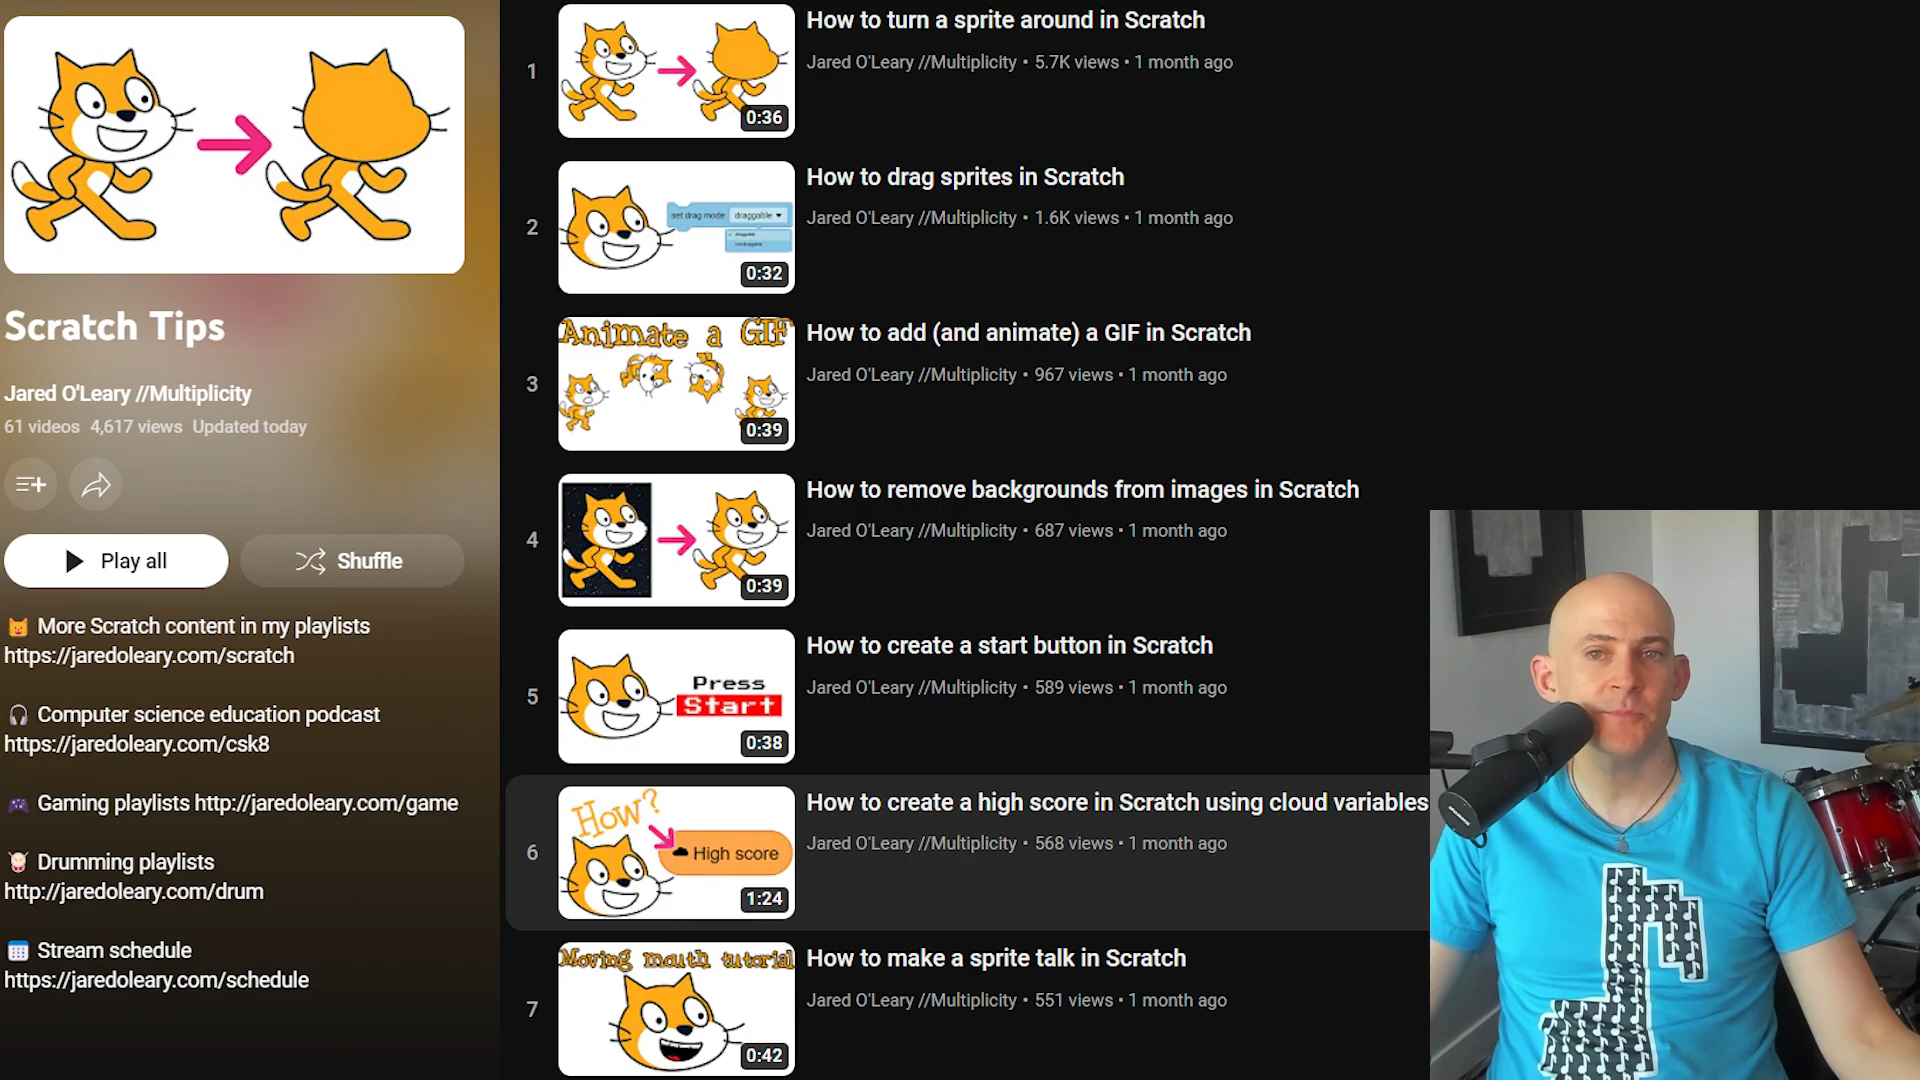 Scratch Tips
Jared O'Leary //Multiplicity
61 videos 4,617 views Updated today
Play all
Shuffle
🐱 More Scratch content in my playlists
https://jaredoleary.com/scratch
🎧 Computer science education podcast
https://jaredoleary.com/csk8
🎮 Gaming playlists http://jaredoleary.com/game
🥁 Drumming playlists
http://jaredoleary.com/drum
📅 Stream schedule
https://jaredoleary.com/schedule
1
0:36
How to turn a sprite around in Scratch
Jared O'Leary //Multiplicity • 5.7K views • 1 month ago
2
set drag mode draggable
draggable
0:32
How to drag sprites in Scratch
Jared O'Leary //Multiplicity • 1.6K views • 1 month ago
3
Animate a GIF
0:39
How to add (and animate) a GIF in Scratch
Jared O'Leary //Multiplicity • 967 views • 1 month ago
4
0:39
How to remove backgrounds from images in Scratch
Jared O'Leary //Multiplicity • 687 views • 1 month ago
5
Press
Start
0:38
How to create a start button in Scratch
Jared O'Leary //Multiplicity • 589 views • 1 month ago
6
How?
High score
1:24
How to create a high score in Scratch using cloud variables
Jared O'Leary //Multiplicity • 568 views • 1 month ago
7
Moving mouth tutorial
0:42
How to make a sprite talk in Scratch
Jared O'Leary //Multiplicity • 551 views • 1 month ago